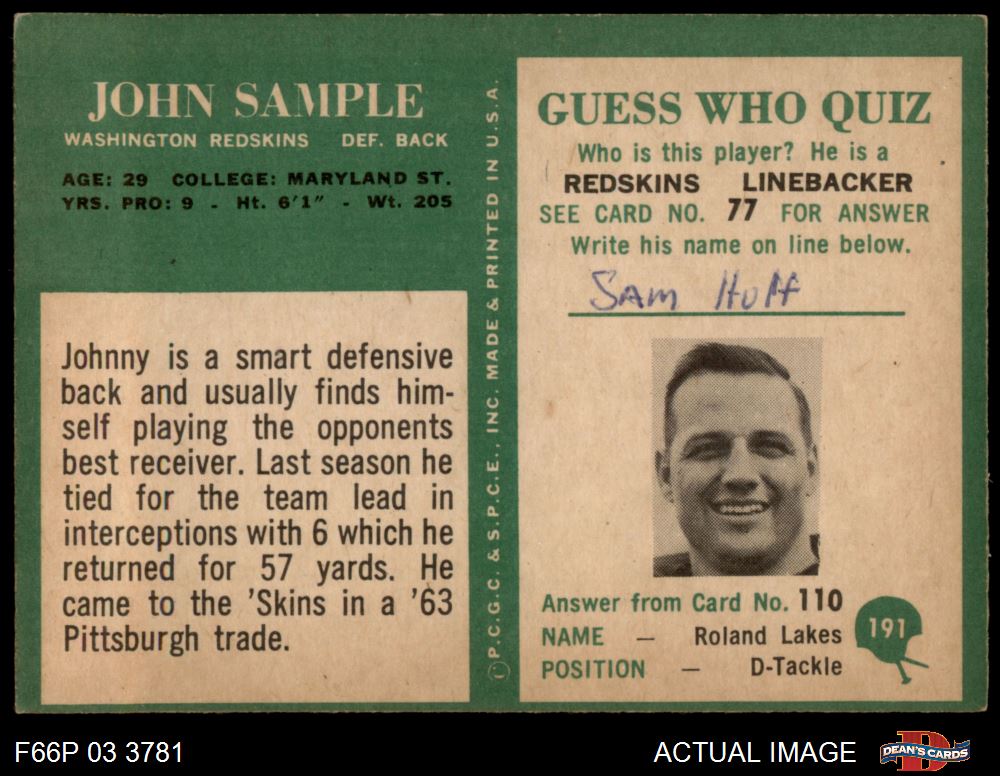 JOHN SAMPLE
WASHINGTON REDSKINS DEF. BACK
AGE: 29 COLLEGE: MARYLAND ST.
YRS. PRO: 9 - Ht. 6'1" - Wt. 205
Johnny is a smart defensive
back and usually finds him-
self playing the opponents
best receiver. Last season he
tied for the team lead in
interceptions with 6 which he
returned for 57 yards. He
came to the 'Skins in a '63
Pittsburgh trade.
© P.C.G.C. & S.P.C.E., INC. MADE & PRINTED IN U.S.A.
GUESS WHO QUIZ
Who is this player? He is a
REDSKINS LINEBACKER
SEE CARD NO. 77 FOR ANSWER
Write his name on line below.
SAM HUFF
Answer from Card No. 110
NAME — Roland Lakes
POSITION — D-Tackle
191
F66P 03 3781
ACTUAL IMAGE
DEAN'S CARDS